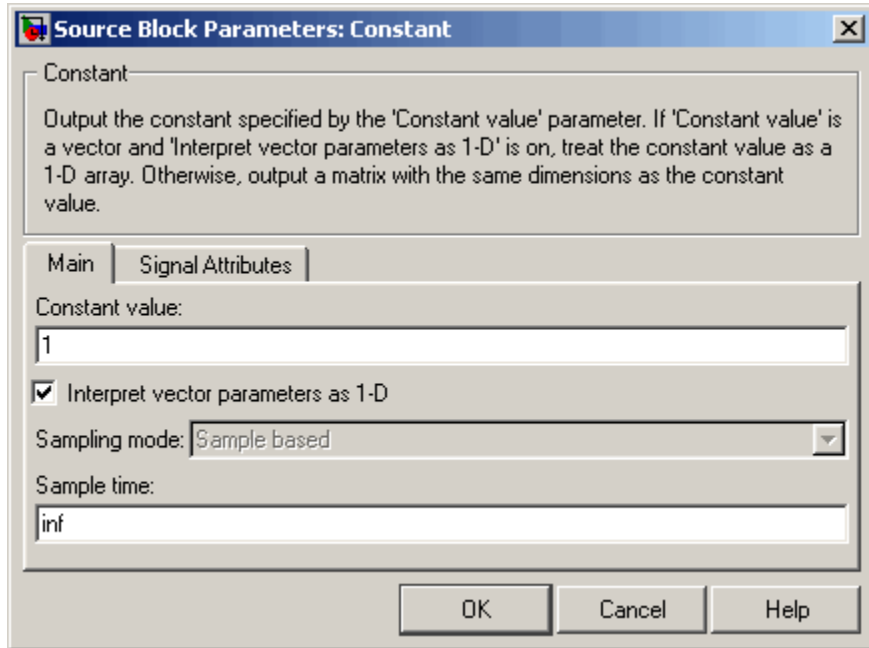 Source Block Parameters: Constant
Constant
Output the constant specified by the 'Constant value' parameter. If 'Constant value' is
a vector and 'Interpret vector parameters as 1-D' is on, treat the constant value as a
1-D array. Otherwise, output a matrix with the same dimensions as the constant
value.
Main Signal Attributes
Constant value:
1
Interpret vector parameters as 1-D
Sampling mode: Sample based
Sample time:
inf
OK Cancel Help